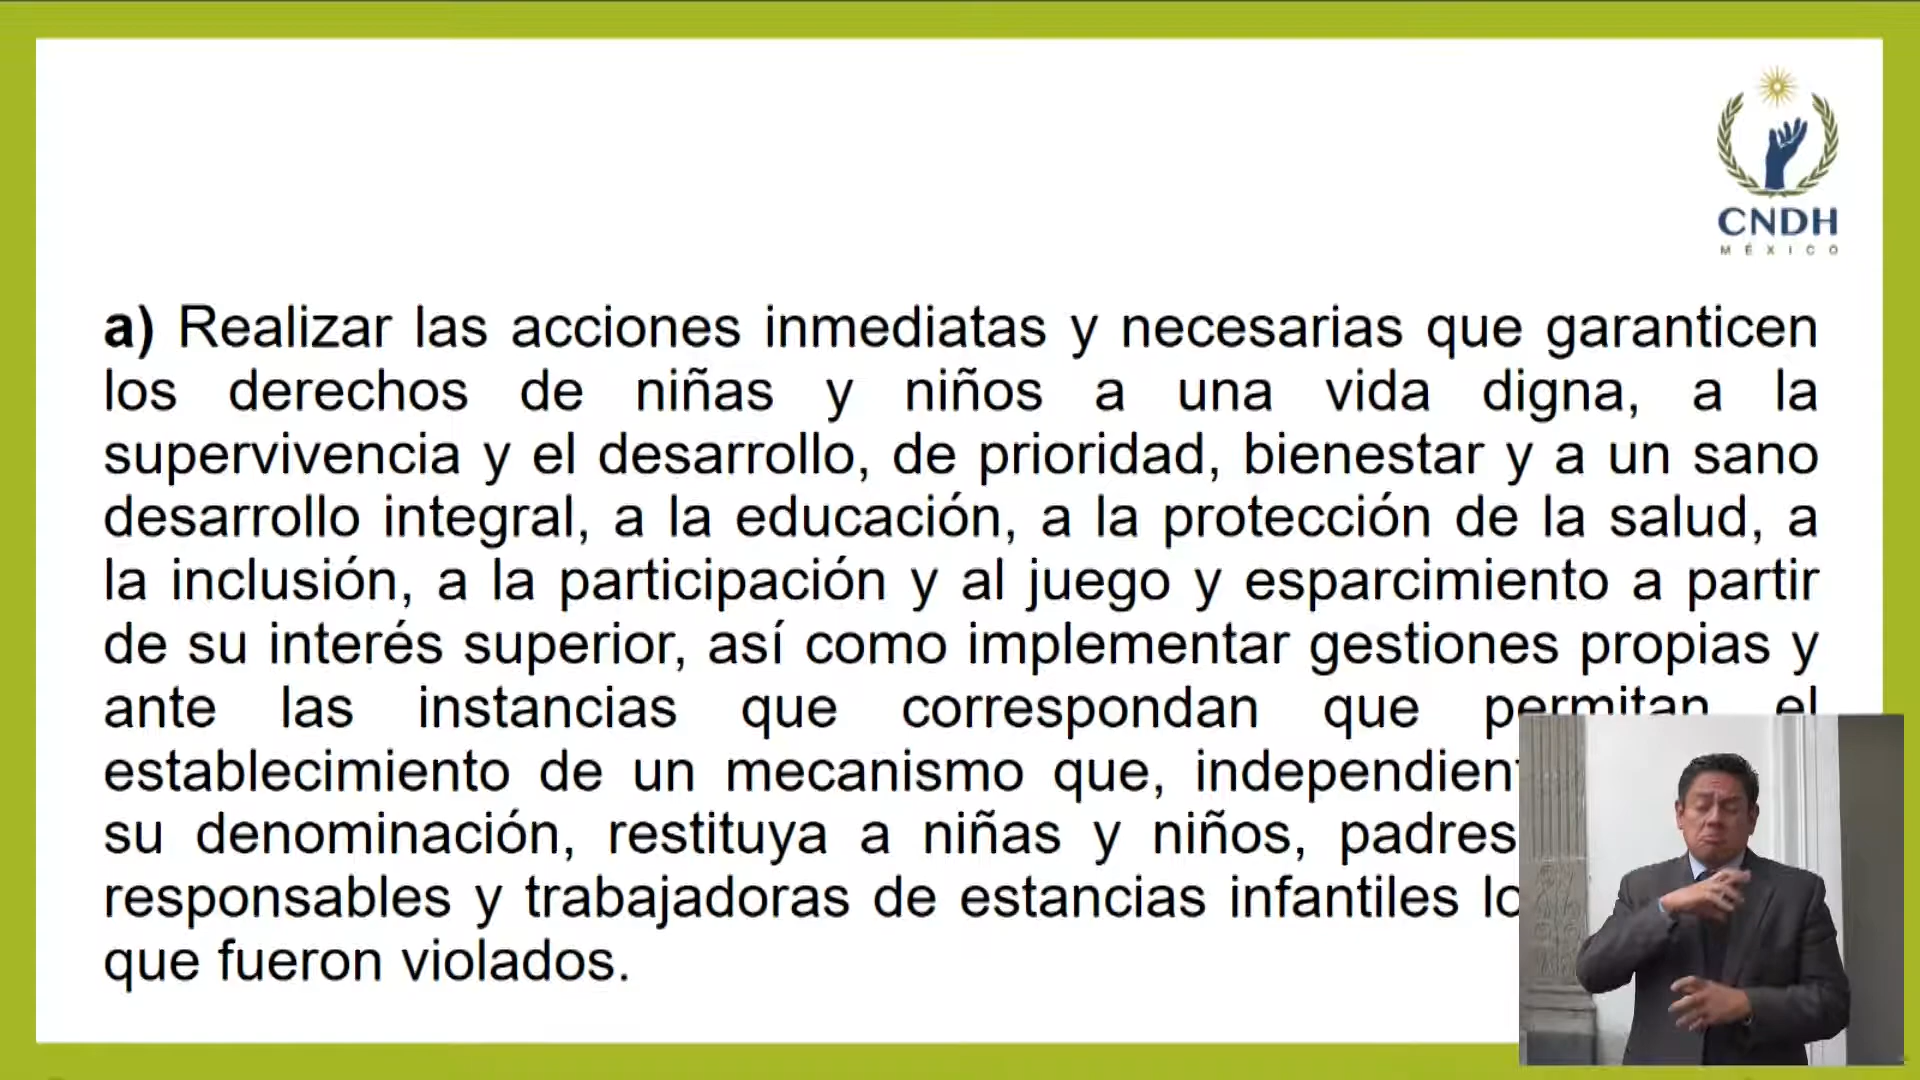 CNDH
MÉXICO
a) Realizar las acciones inmediatas y necesarias que garanticen
los derechos de niñas y niños a una vida digna, a la
supervivencia y el desarrollo, de prioridad, bienestar y a un sano
desarrollo integral, a la educación, a la protección de la salud, a
la inclusión, a la participación y al juego y esparcimiento a partir
de su interés superior, así como implementar gestiones propias y
ante las instancias que correspondan que permitan el
establecimiento de un mecanismo que,
su denominación, restituya a niñas y niños, padres
responsables y trabajadoras de estancias infantiles
que fueron violados.